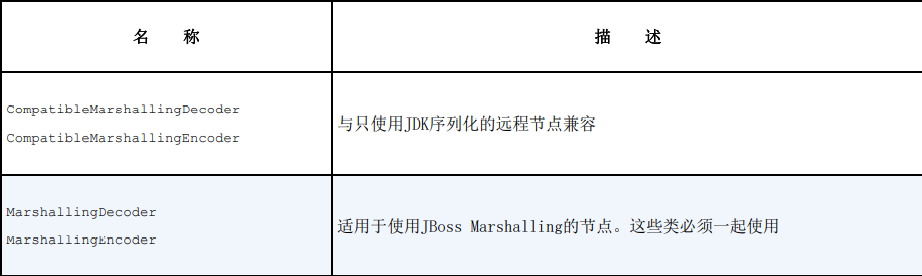 名 称
描 述
CompatibleMarshallingDecoder
CompatibleMarshallingEncoder
与只使用JDK序列化的远程节点兼容
MarshallingDecoder
MarshallingEncoder
适用于使用JBoss Marshalling的节点。这些类必须一起使用